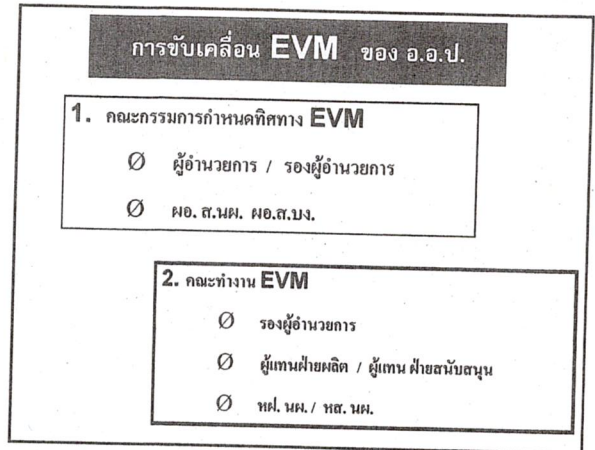 การขับเคลื่อน EVM ของ อ.อ.ป.
1. คณะกรรมการกำหนดทิศทาง EVM
Ø ผู้อำนวยการ / รองผู้อำนวยการ
Ø ผอ. ส.นผ. ผอ.ส.บง.
2. คณะทำงาน EVM
Ø รองผู้อำนวยการ
Ø ผู้แทนฝ่ายผลิต / ผู้แทน ฝ่ายสนับสนุน
Ø หฝ. นผ. / หส. นผ.